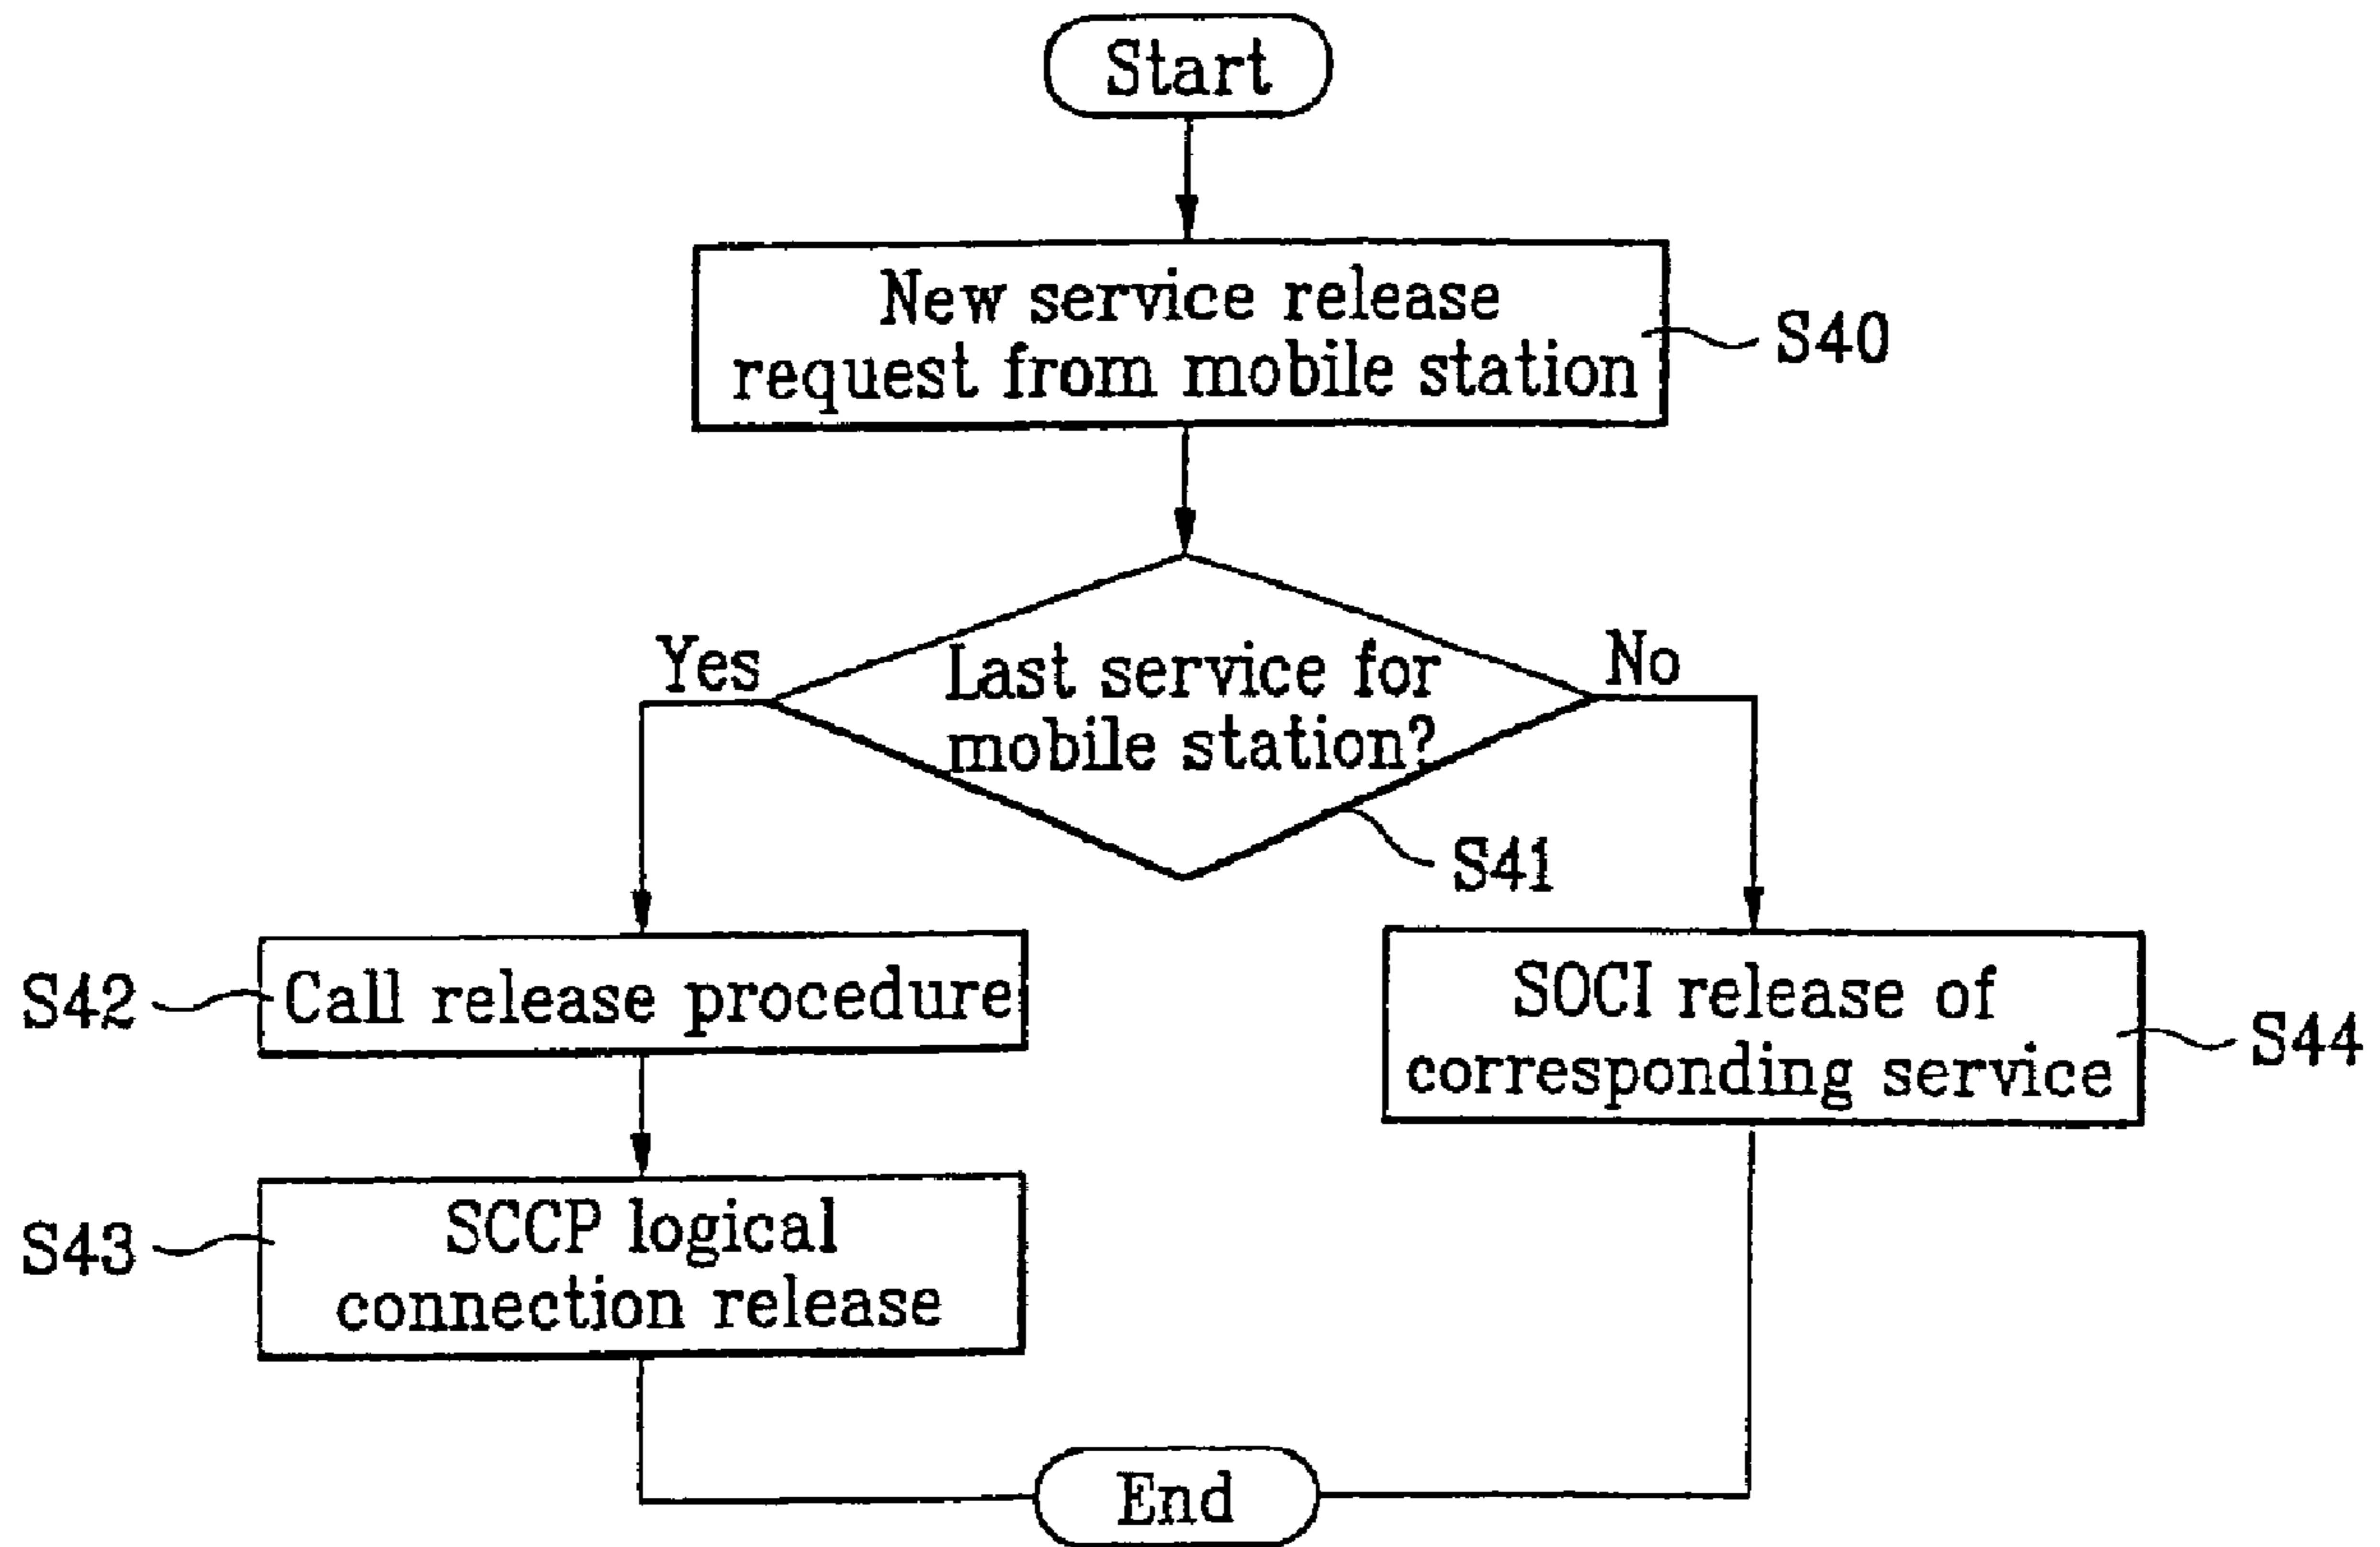 Start
New service release
request from mobile station
S40
Yes
Last service for
mobile station?
No
S41
S42
Call release procedure
SOCI release of
corresponding service
S44
S43
SCCP logical
connection release
End